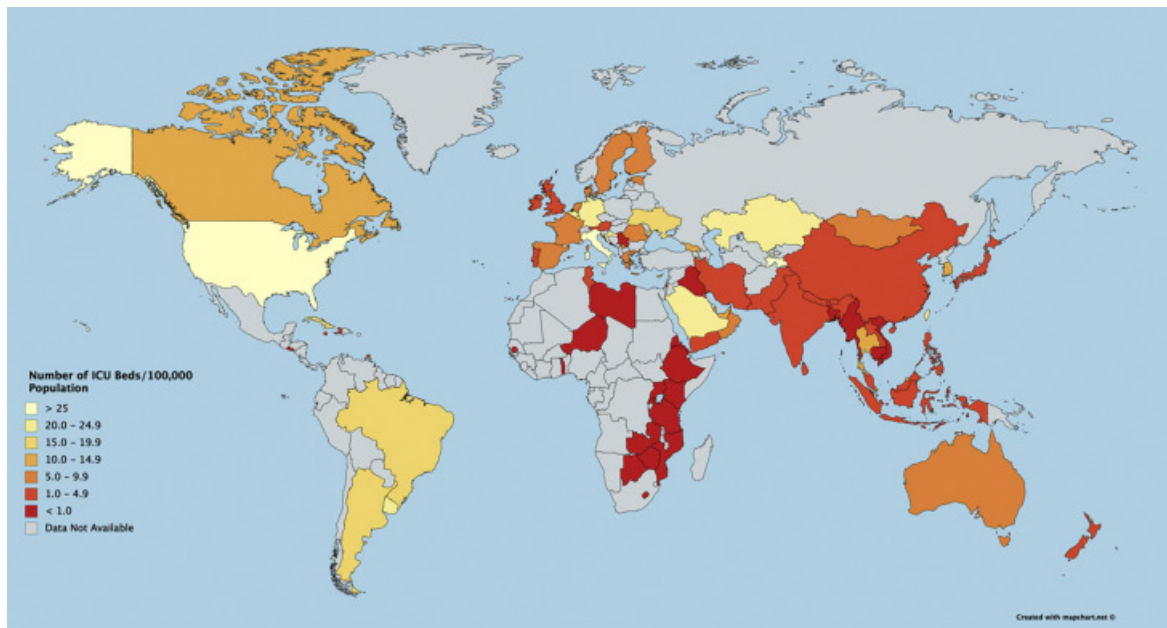 Number of ICU Beds/100,000
Population
> 25
20.0 - 24.9
15.0 - 19.9
10.0 - 14.9
5.0 - 9.9
1.0 - 4.9
< 1.0
Data Not Available
Created with mapchart.net ©